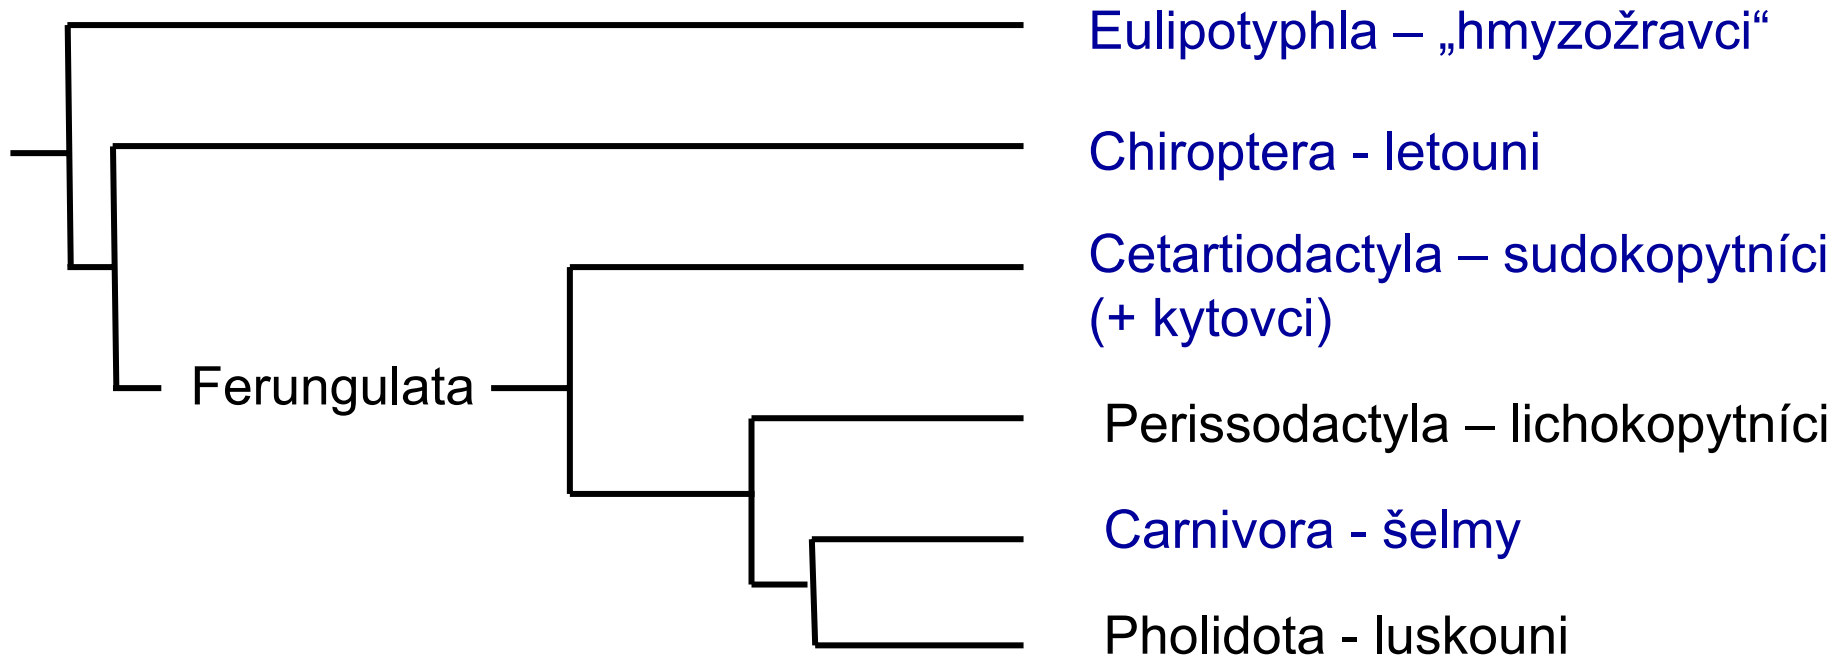 Eulipotyphla – „hmyzožravci“
Chiroptera - letouni
Cetartiodactyla – sudokopytníci
(+ kytovci)
Ferungulata
Perissodactyla – lichokopytníci
Carnivora - šelmy
Pholidota - luskouni